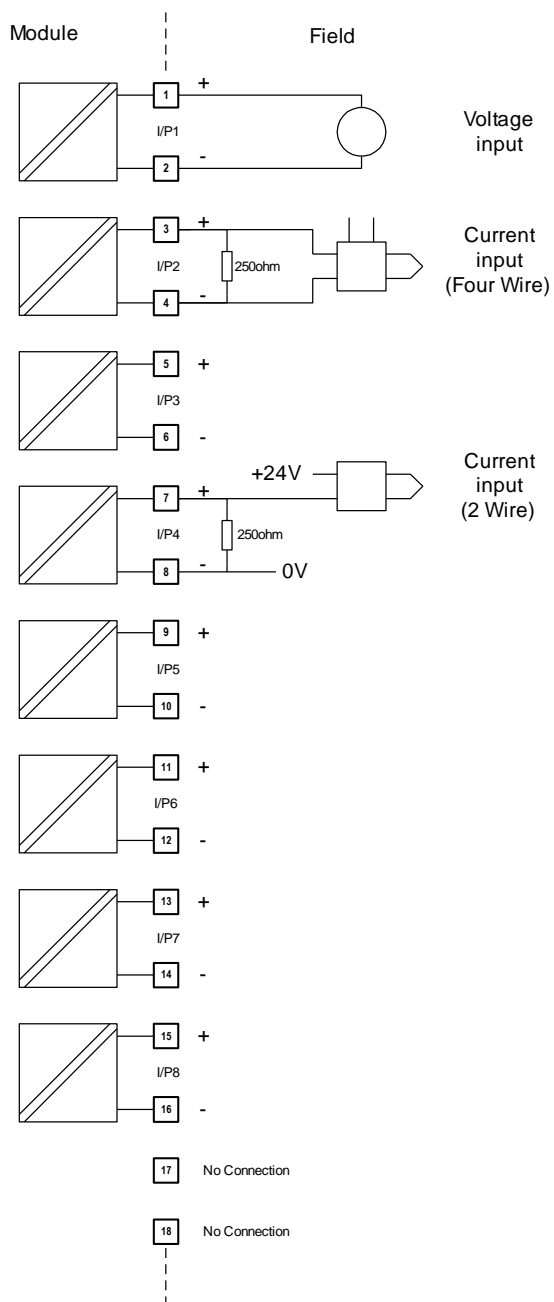 Module
Field
1
+
I/P1
2
-
Voltage
input
3
+
I/P2
250ohm
4
-
Current
input
(Four Wire)
5
+
I/P3
6
-
+24V
7
+
I/P4
250ohm
8
-
0V
Current
input
(2 Wire)
9
+
I/P5
10
-
11
+
I/P6
12
-
13
+
I/P7
14
-
15
+
I/P8
16
-
17 No Connection
18 No Connection